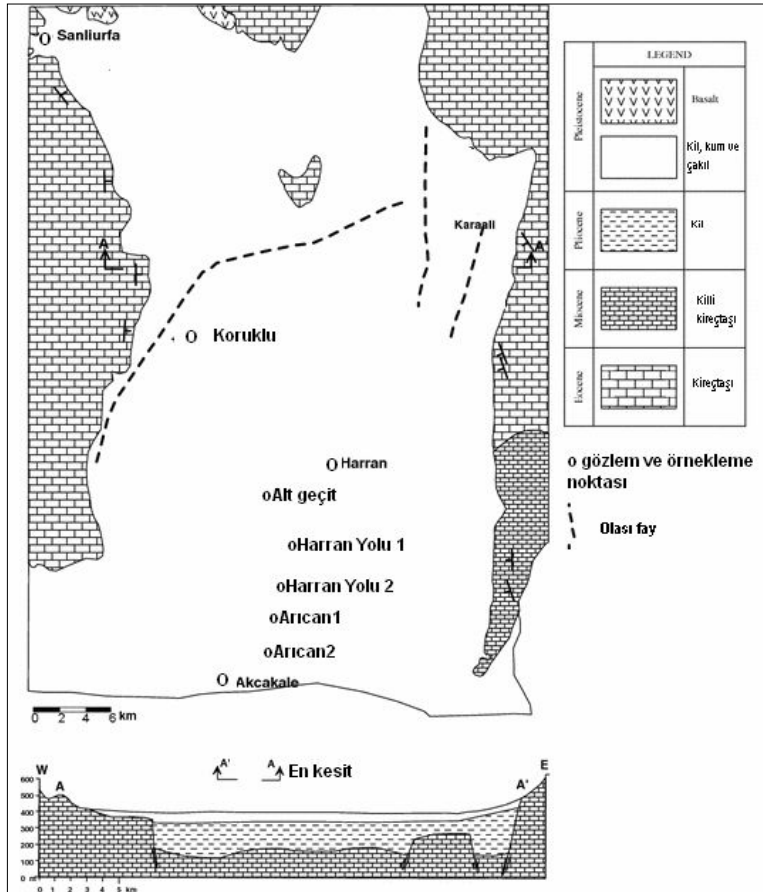 Sanliurfa
Karaali
A
A'
Koruklu
Harran
Alt geçit
Harran Yolu 1
Harran Yolu 2
Arıcan1
Arıcan2
Akcakale
0 2 4 6 km
LEGEND
Pleistocene
Basalt
Kil, kum ve
çakıl
Pliocene
Kil
Miocene
Killi
kireçtaşı
Eocene
Kireçtaşı
o gözlem ve örnekleme
noktası
Olası fay
W
A
A'
A
En kesit
A'
E
600
500
400
300
200
100
0 m
0 1 2 3 4 5 km